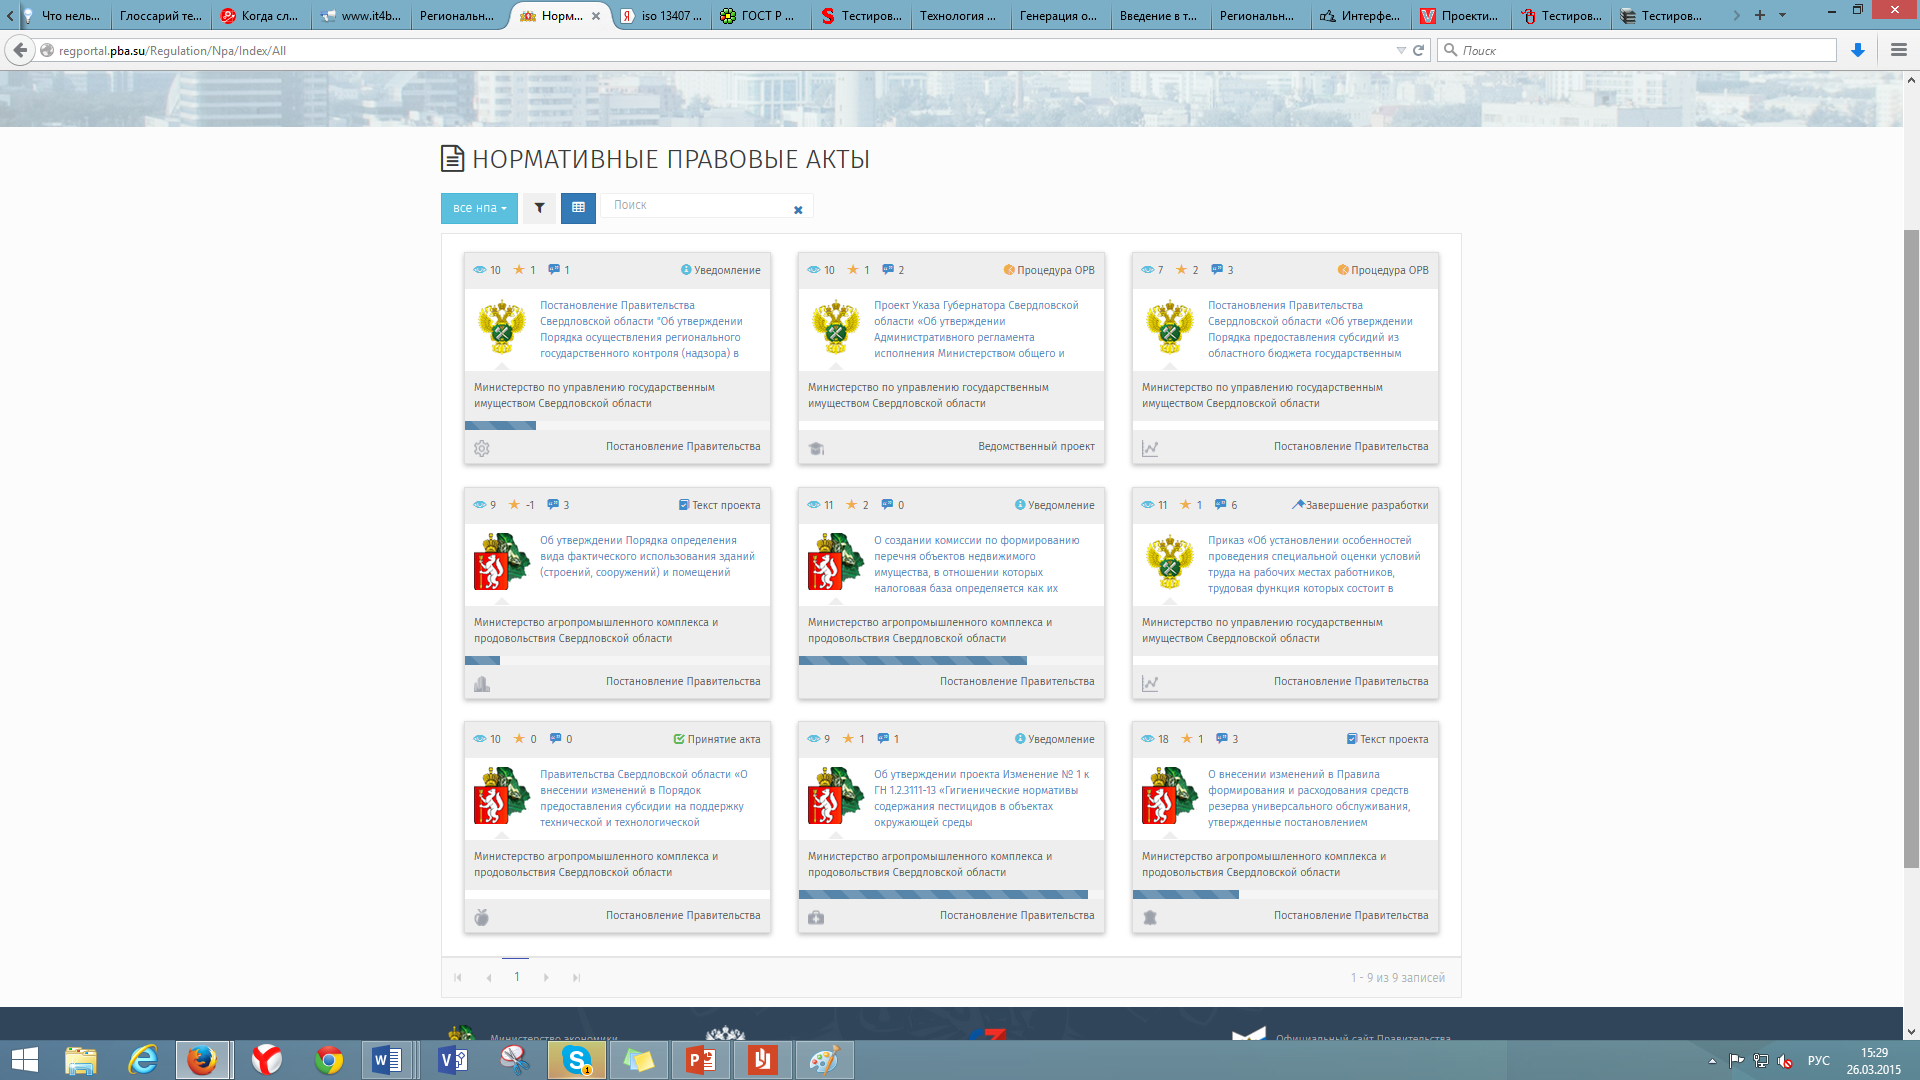 Что нель...
Глоссарий те...
Когда сл...
www.it4b...
Региональн...
Норм...
iso 13407 ...
ГОСТ Р ...
Тестиров...
Технология ...
Генерация о...
Введение в т...
Региональн...
Интерфе...
Проекти...
Тестиров...
Тестиров...
regportal.pba.su/Regulation/Npa/Index/All
Поиск
НОРМАТИВНЫЕ ПРАВОВЫЕ АКТЫ
все нпа
Поиск
10 1 1 Уведомление
Постановление Правительства
Свердловской области "Об утверждении
Порядка осуществления регионального
государственного контроля (надзора) в
Министерство по управлению государственным
имуществом Свердловской области
Постановление Правительства
10 1 2 Процедура ОРВ
Проект Указа Губернатора Свердловской
области «Об утверждении
Административного регламента
исполнения Министерством общего и
Министерство по управлению государственным
имуществом Свердловской области
Ведомственный проект
7 2 3 Процедура ОРВ
Постановления Правительства
Свердловской области «Об утверждении
Порядка предоставления субсидий из
областного бюджета государственным
Министерство по управлению государственным
имуществом Свердловской области
Постановление Правительства
9 -1 3 Текст проекта
Об утверждении Порядка определения
вида фактического использования зданий
(строений, сооружений) и помещений
Министерство агропромышленного комплекса и
продовольствия Свердловской области
Постановление Правительства
11 2 0 Уведомление
О создании комиссии по формированию
перечня объектов недвижимого
имущества, в отношении которых
налоговая база определяется как их
Министерство агропромышленного комплекса и
продовольствия Свердловской области
Постановление Правительства
11 1 6 Завершение разработки
Приказ «Об установлении особенностей
проведения специальной оценки условий
труда на рабочих местах работников,
трудовая функция которых состоит в
Министерство по управлению государственным
имуществом Свердловской области
Постановление Правительства
10 0 0 Принятие акта
Правительства Свердловской области «О
внесении изменений в Порядок
предоставления субсидии на поддержку
технической и технологической
Министерство агропромышленного комплекса и
продовольствия Свердловской области
Постановление Правительства
9 1 1 Уведомление
Об утверждении проекта Изменение № 1 к
ГН 1.2.3111-13 «Гигиенические нормативы
содержания пестицидов в объектах
окружающей среды
Министерство агропромышленного комплекса и
продовольствия Свердловской области
Постановление Правительства
18 1 3 Текст проекта
О внесении изменений в Правила
формирования и расходования средств
резерва универсального обслуживания,
утвержденные постановлением
Министерство агропромышленного комплекса и
продовольствия Свердловской области
Постановление Правительства
1
1 - 9 из 9 записей
Министерство экономики
Официальный сайт Правительства
РУС
15:29
26.03.2015